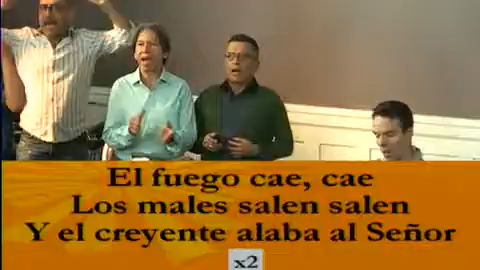 El fuego cae, cae
Los males salen salen
Y el creyente alaba al Señor
x2